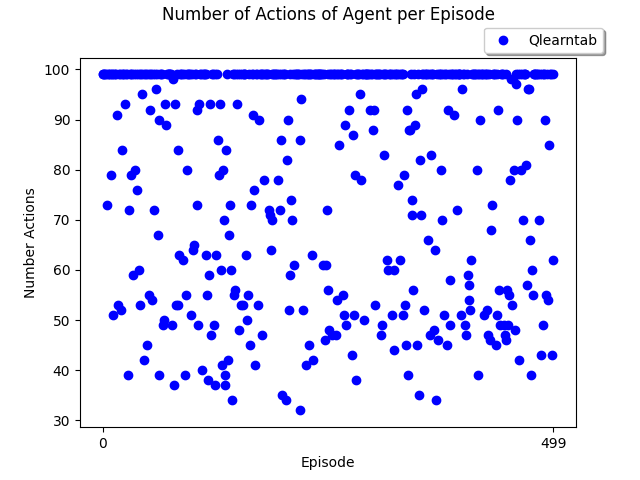 Number of Actions of Agent per Episode
Qlearntab
100
90
80
70
60
50
40
30
Number Actions
0
499
Episode